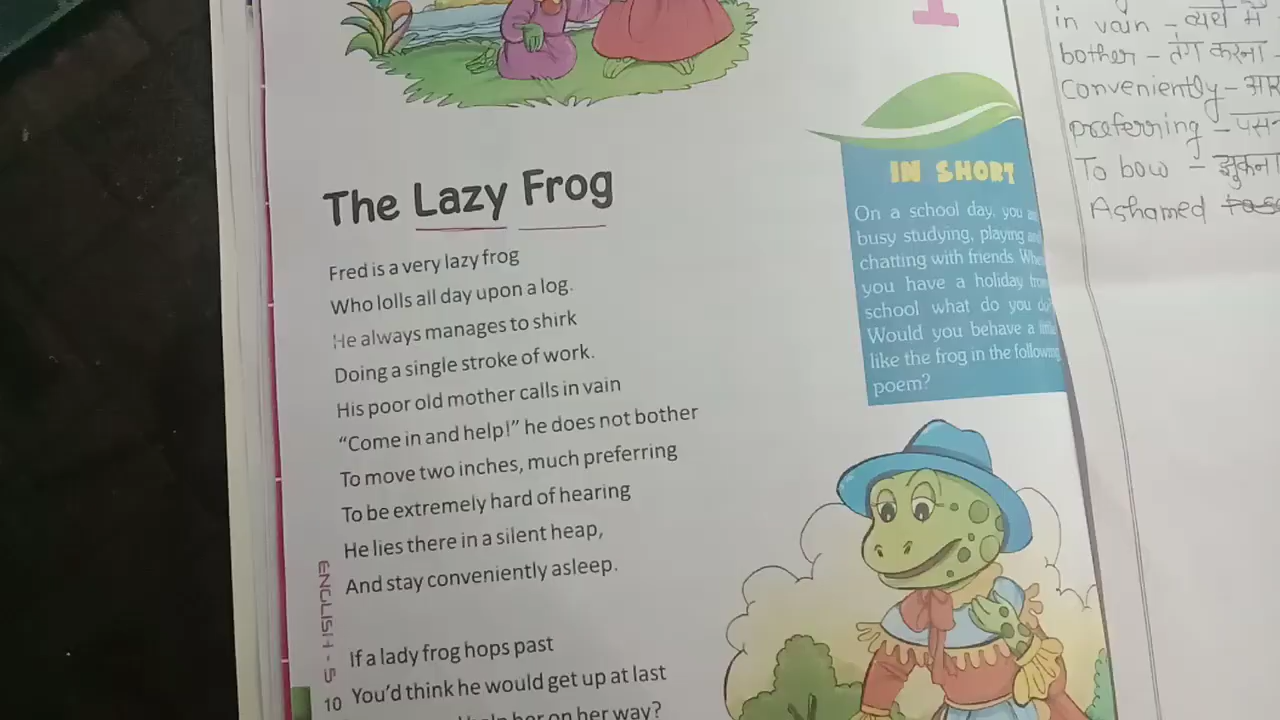 The Lazy Frog
Fred is a very lazy frog
Who lolls all day upon a log.
He always manages to shirk
Doing a single stroke of work.
His poor old mother calls in vain
“Come in and help!” he does not bother
To move two inches, much preferring
To be extremely hard of hearing
He lies there in a silent heap,
And stay conveniently asleep.
If a lady frog hops past
You'd think he would get up at last
help her on her way?
ENGLISH - 5
10
IN SHORT
On a school day, you
busy studying, playing
chatting with friends.
you have a holiday
school what do you do?
Would you behave a little
like the frog in the following
poem?
in vain - व्यर्थ में
bother - तंग करना -
Conveniently -
preferring -
To bow - झुकना
Ashamed